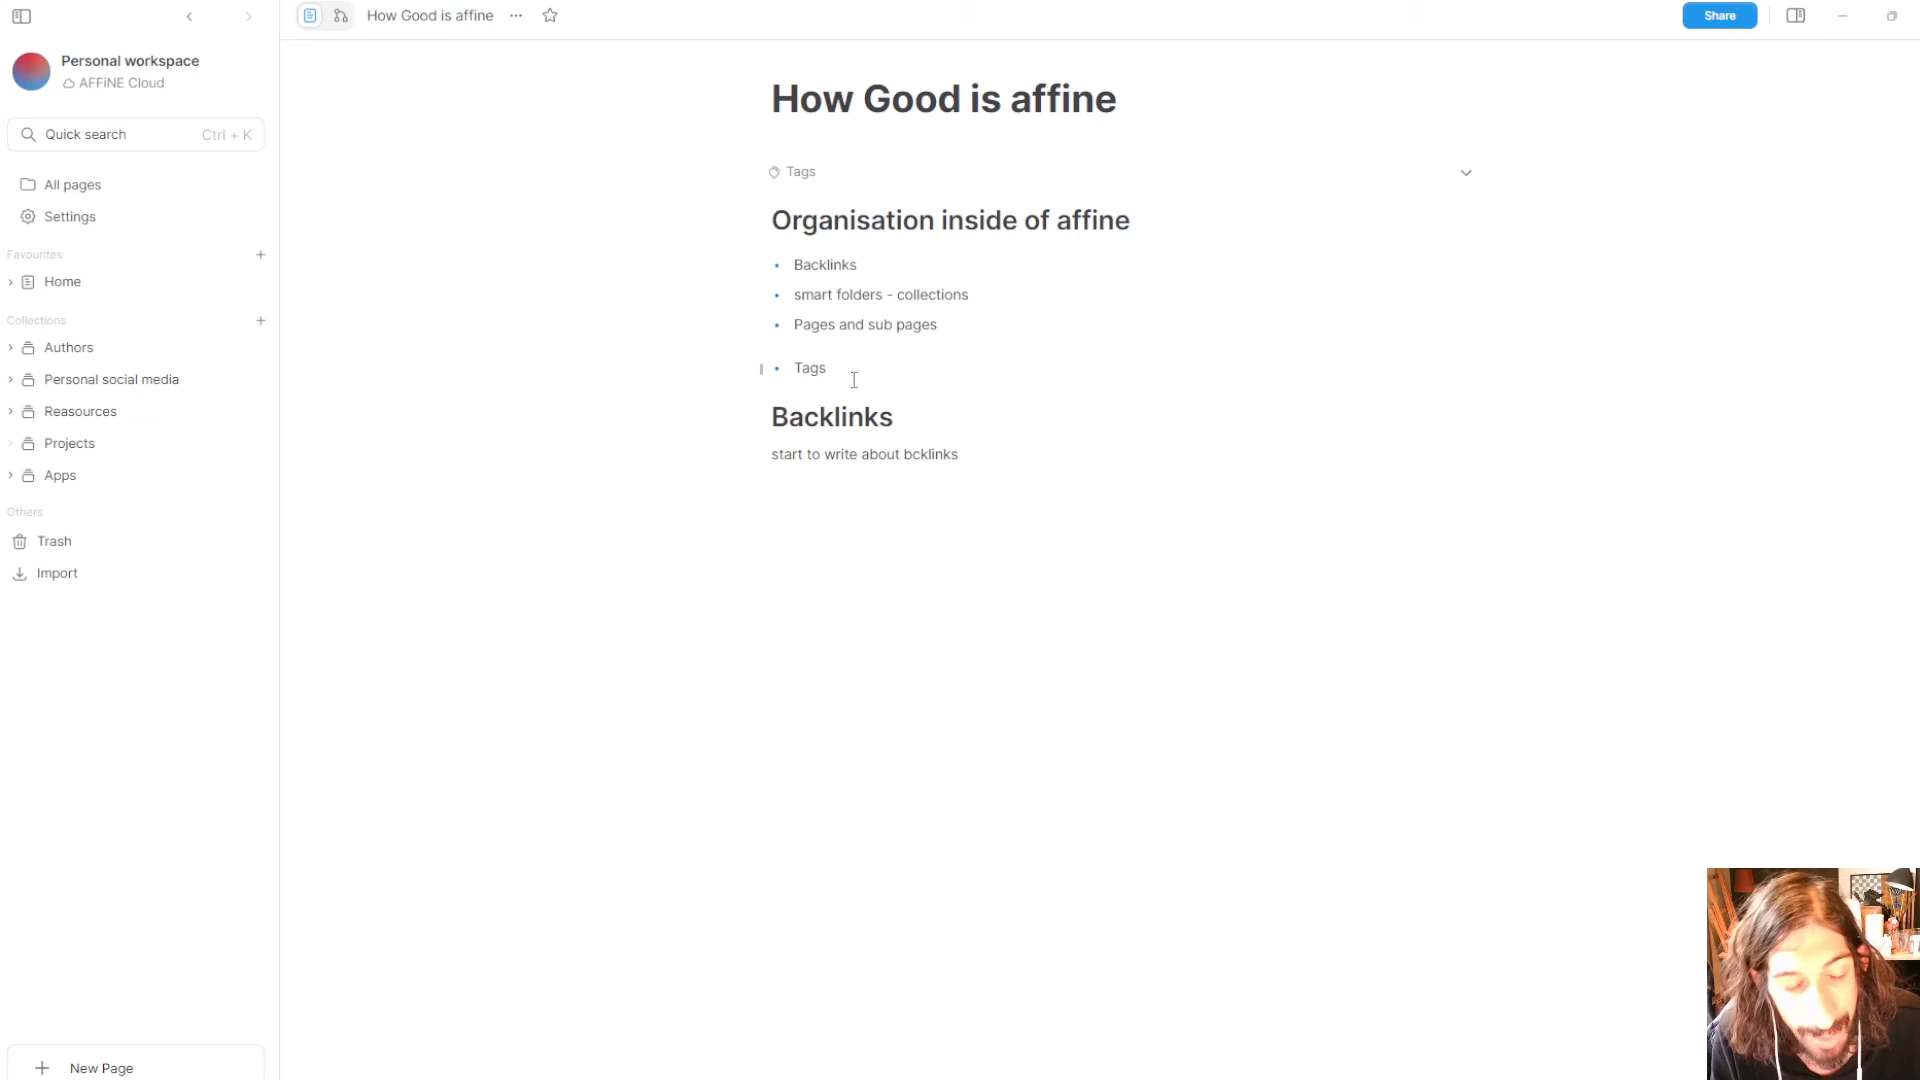 How Good is affine
Share
Personal workspace
AFFiNE Cloud
Quick search Ctrl + K
All pages
Settings
Favourites
Home
Collections
Authors
Personal social media
Reasources
Projects
Apps
Others
Trash
Import
New Page
How Good is affine
Tags
Organisation inside of affine
Backlinks
smart folders - collections
Pages and sub pages
Tags
Backlinks
start to write about bcklinks